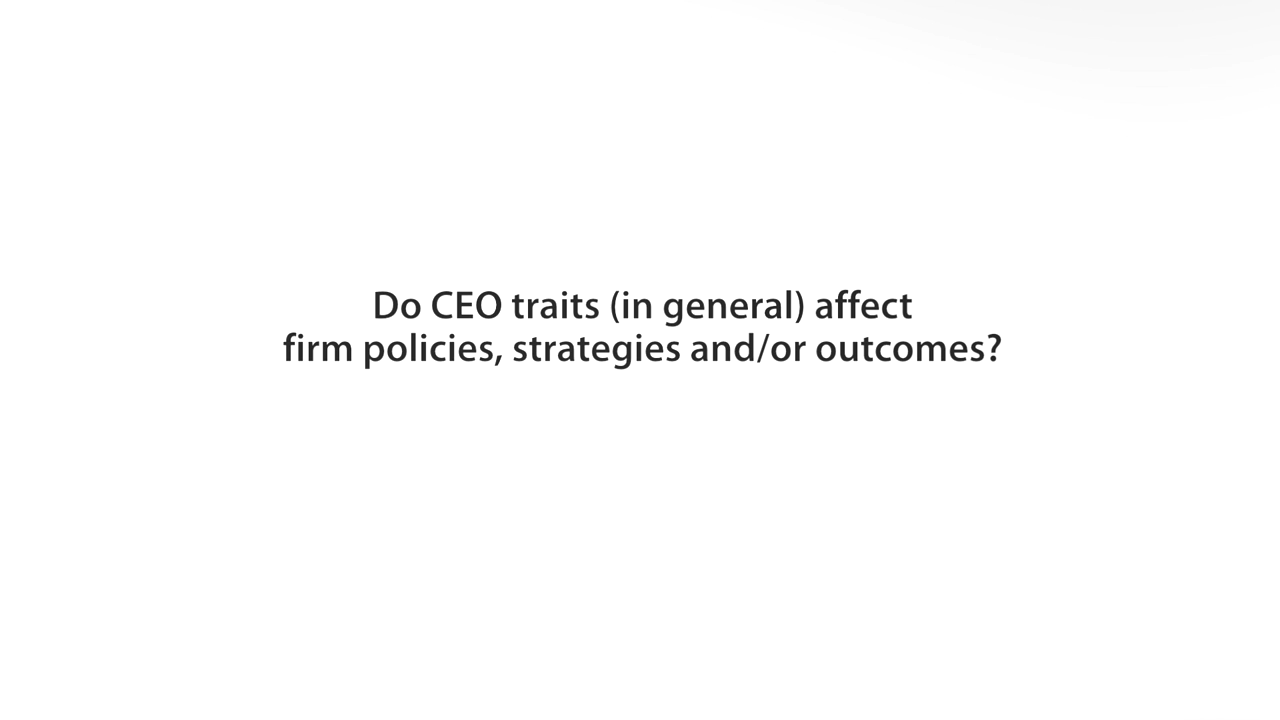 Do CEO traits (in general) affect
firm policies, strategies and/or outcomes?